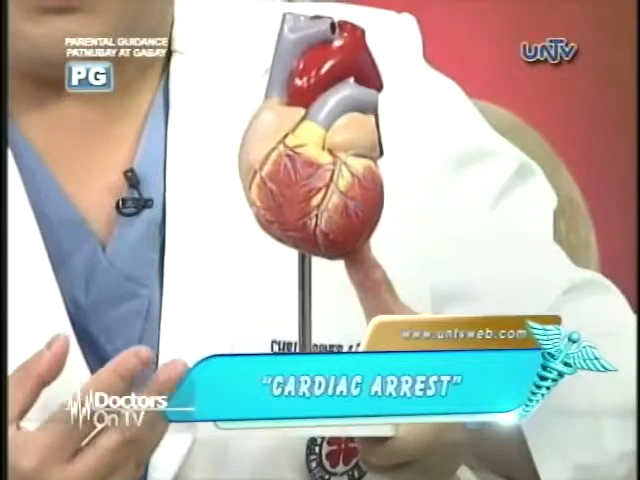 PARENTAL GUIDANCE
PATNUBAY AT GABAY
PG
UNTV
www.untvweb.com
"CARDIAC ARREST"
Doctors
On TV